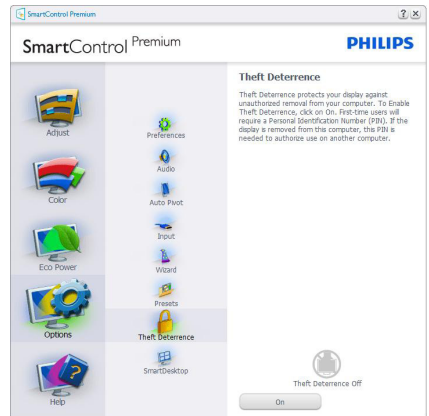 SmartControl Premium
? X
SmartControl Premium
PHILIPS
Adjust
Color
Eco Power
Options
Help
Preferences
Audio
Auto Pivot
Input
Wizard
Presets
Theft Deterrence
SmartDesktop
Theft Deterrence
Theft Deterrence protects your display against
unauthorized removal from your computer. To Enable
Theft Deterrence, click on On. First-time users will
require a Personal Identification Number (PIN). If the
display is removed from this computer, this PIN is
needed to authorize use on another computer.
Theft Deterrence Off
On